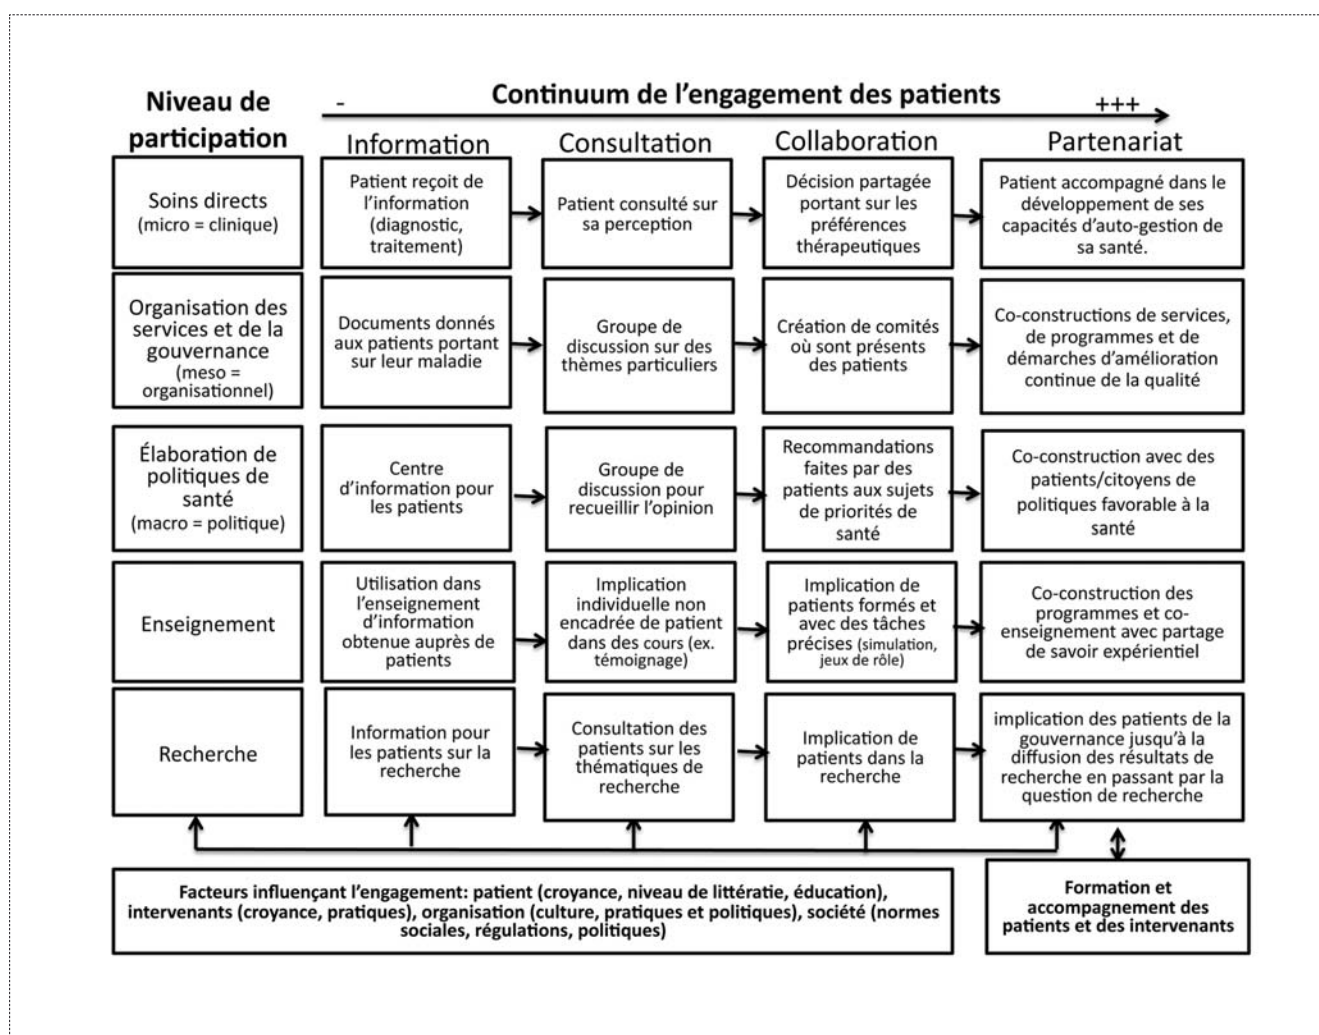 Niveau de
participation
Continuum de l'engagement des patients
-
+++
Information
Consultation
Collaboration
Partenariat
Soins directs
(micro = clinique)
Patient reçoit de
l'information
(diagnostic,
traitement)
Patient consulté sur
sa perception
Décision partagée
portant sur les
préférences
thérapeutiques
Patient accompagné dans le
développement de ses
capacités d'auto-gestion de
sa santé.
Organisation des
services et de la
gouvernance
(meso =
organisationnel)
Documents donnés
aux patients portant
sur leur maladie
Groupe de
discussion sur des
thèmes particuliers
Création de comités
où sont présents
des patients
Co-constructions de services,
de programmes et de
démarches d'amélioration
continue de la qualité
Élaboration de
politiques de
santé
(macro = politique)
Centre
d'information pour
les patients
Groupe de
discussion pour
recueillir l'opinion
Recommandations
faites par des
patients aux sujets
de priorités de
santé
Co-construction avec des
patients/citoyens de
politiques favorable à la
santé
Enseignement
Utilisation dans
l'enseignement
d'information
obtenue auprès de
patients
Implication
individuelle non
encadrée de patient
dans des cours (ex.
témoignage)
Implication de
patients formés et
avec des tâches
précises (simulation,
jeux de rôle)
Co-construction des
programmes et co-
enseignement avec partage
de savoir expérientiel
Recherche
Information pour
les patients sur la
recherche
Consultation des
patients sur les
thématiques de
recherche
Implication de
patients dans la
recherche
implication des patients de la
gouvernance jusqu'à la
diffusion des résultats de
recherche en passant par la
question de recherche
Facteurs influençant l'engagement: patient (croyance, niveau de littératie, éducation),
intervenants (croyance, pratiques), organisation (culture, pratiques et politiques), société (normes
sociales, régulations, politiques)
Formation et
accompagnement des
patients et des intervenants